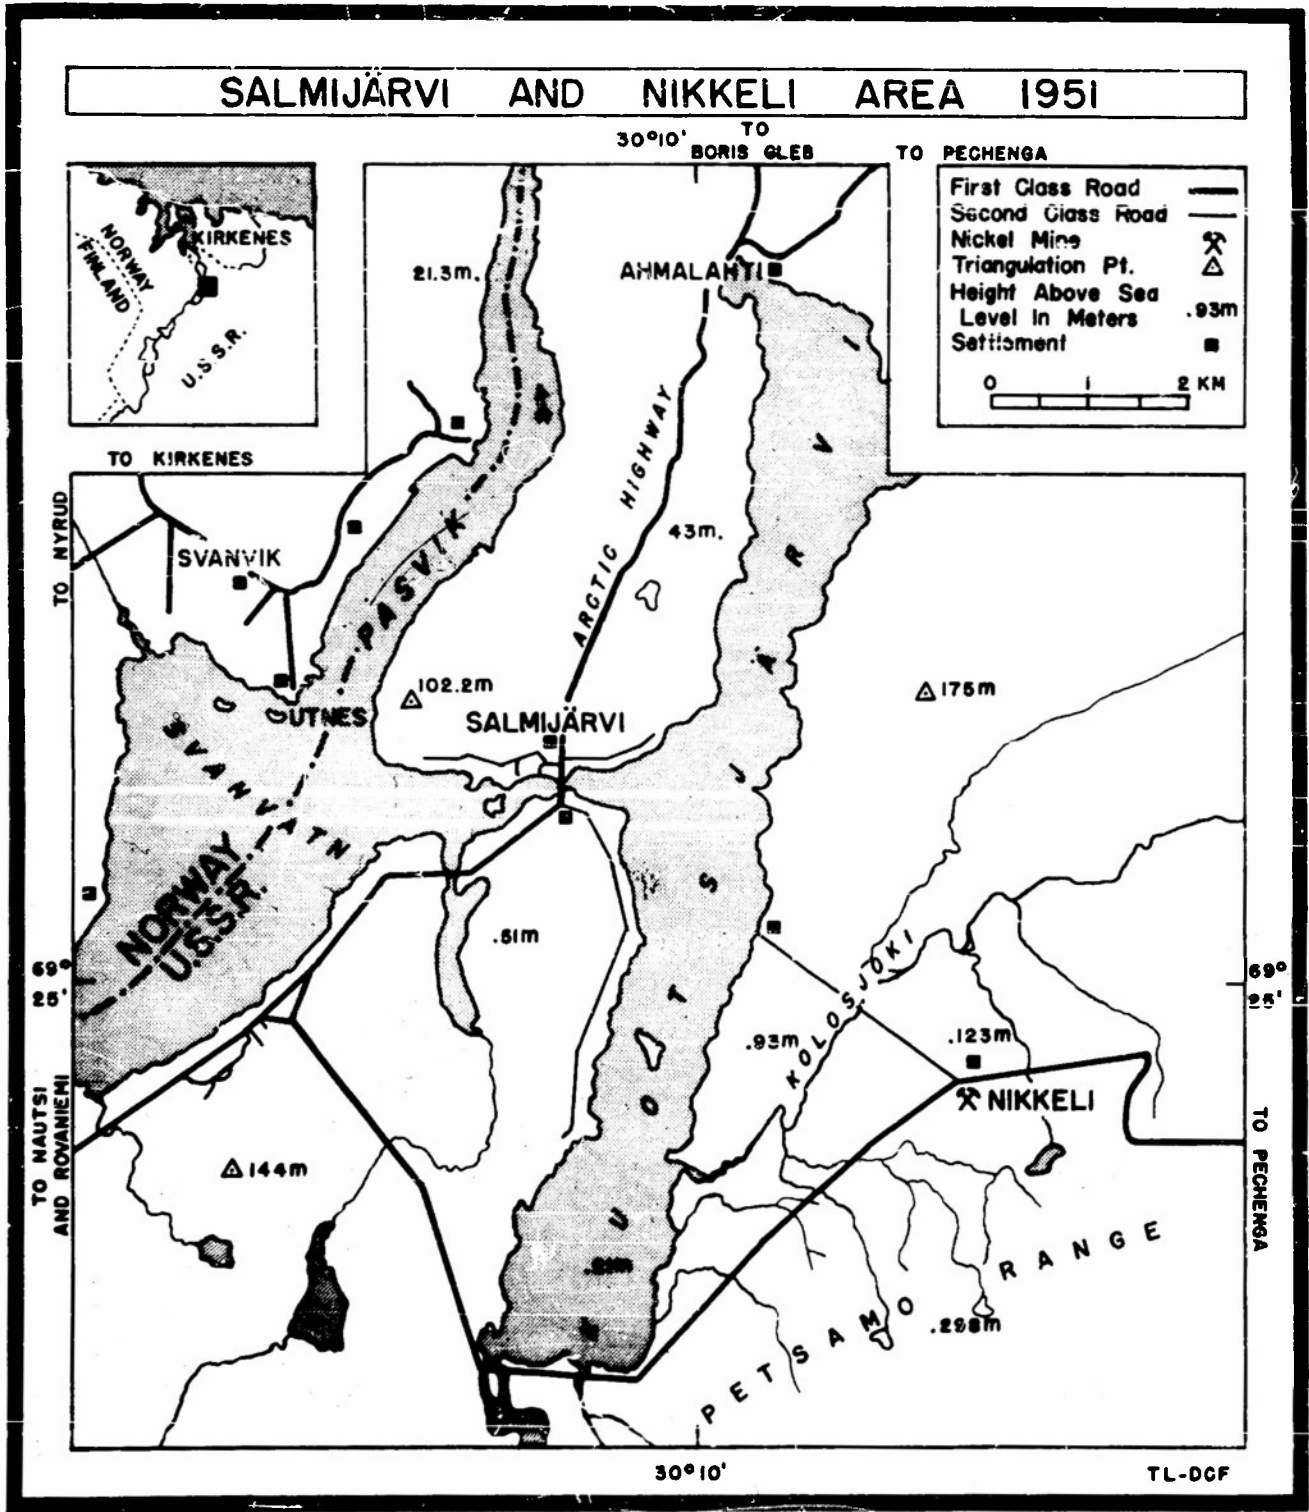 SALMIJÄRVI AND NIKKELI AREA 1951
30°10'
TO
BORIS GLEB
TO PECHENGA
NORWAY
FINLAND
KIRKENES
U.S.S.R.
First Class Road
Second Class Road
Nickel Mine
Triangulation Pt.
Height Above Sea
Level In Meters
.93m
Settlement
0 1 2 KM
21.3m.
AHMALAHTI
TO KIRKENES
TO NYRUD
SVANVIK
PASVIK
ARCTIC HIGHWAY
43m.
102.2m
SALMIJÄRVI
UTNES
SVANVATN
NORWAY
U.S.S.R.
175m
KUOTSJÄRVI
.51m
69°
25'
69°
25'
.93m
KOLOSJOKI
.123m
NIKKELI
TO NAUTSI
AND ROVANIEMI
144m
TO PECHENGA
PETSAMO RANGE
.298m
30°10'
TL-DCF